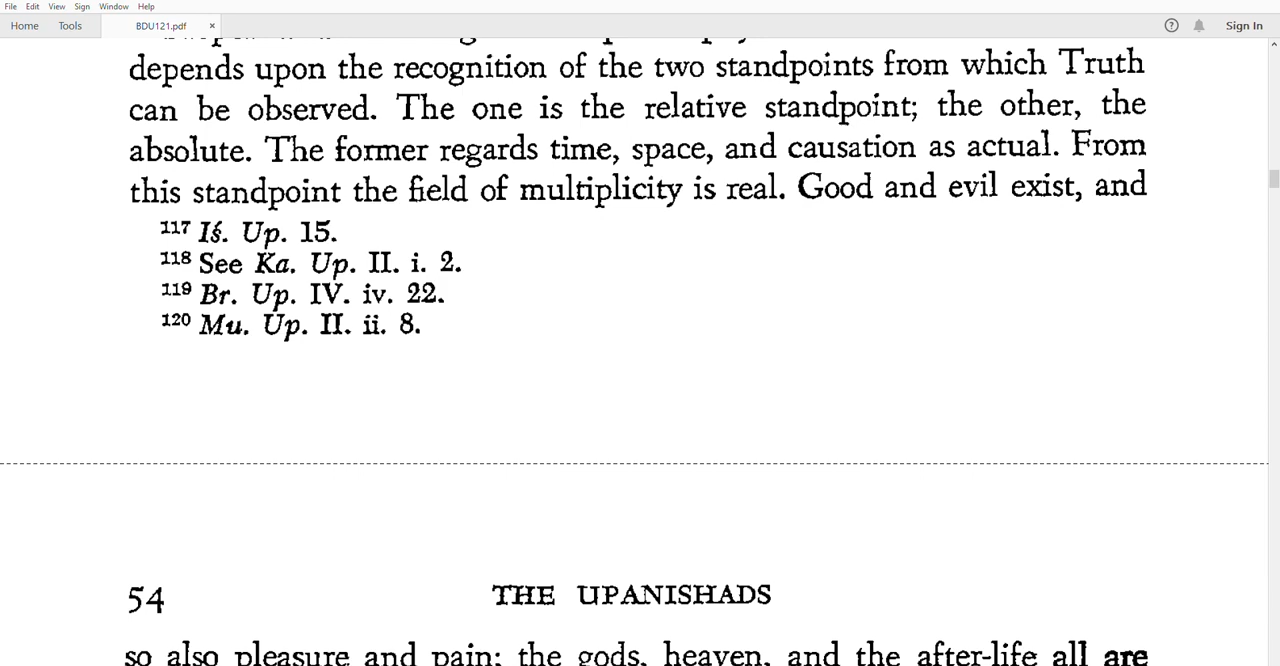 File Edit View Sign Window Help
Home Tools BDU121.pdf × ? Sign In
depends upon the recognition of the two standpoints from which Truth
can be observed. The one is the relative standpoint; the other, the
absolute. The former regards time, space, and causation as actual. From
this standpoint the field of multiplicity is real. Good and evil exist, and
117 Iś. Up. 15.
118 See Ka. Up. II. i. 2.
119 Br. Up. IV. iv. 22.
120 Mu. Up. II. ii. 8.
54 THE UPANISHADS
so also pleasure and pain; the gods, heaven, and the after-life all are